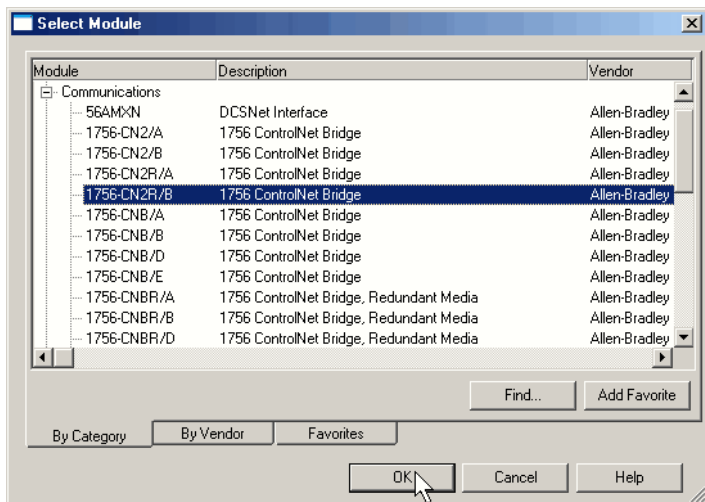 Select Module
Module Description Vendor
Communications
56AMXN DCSNet Interface Allen-Bradley
1756-CN2/A 1756 ControlNet Bridge Allen-Bradley
1756-CN2/B 1756 ControlNet Bridge Allen-Bradley
1756-CN2R/A 1756 ControlNet Bridge Allen-Bradley
1756-CN2R/B 1756 ControlNet Bridge Allen-Bradley
1756-CNB/A 1756 ControlNet Bridge Allen-Bradley
1756-CNB/B 1756 ControlNet Bridge Allen-Bradley
1756-CNB/D 1756 ControlNet Bridge Allen-Bradley
1756-CNB/E 1756 ControlNet Bridge Allen-Bradley
1756-CNBR/A 1756 ControlNet Bridge, Redundant Media Allen-Bradley
1756-CNBR/B 1756 ControlNet Bridge, Redundant Media Allen-Bradley
1756-CNBR/D 1756 ControlNet Bridge, Redundant Media Allen-Bradley
Find... Add Favorite
By Category By Vendor Favorites
OK Cancel Help